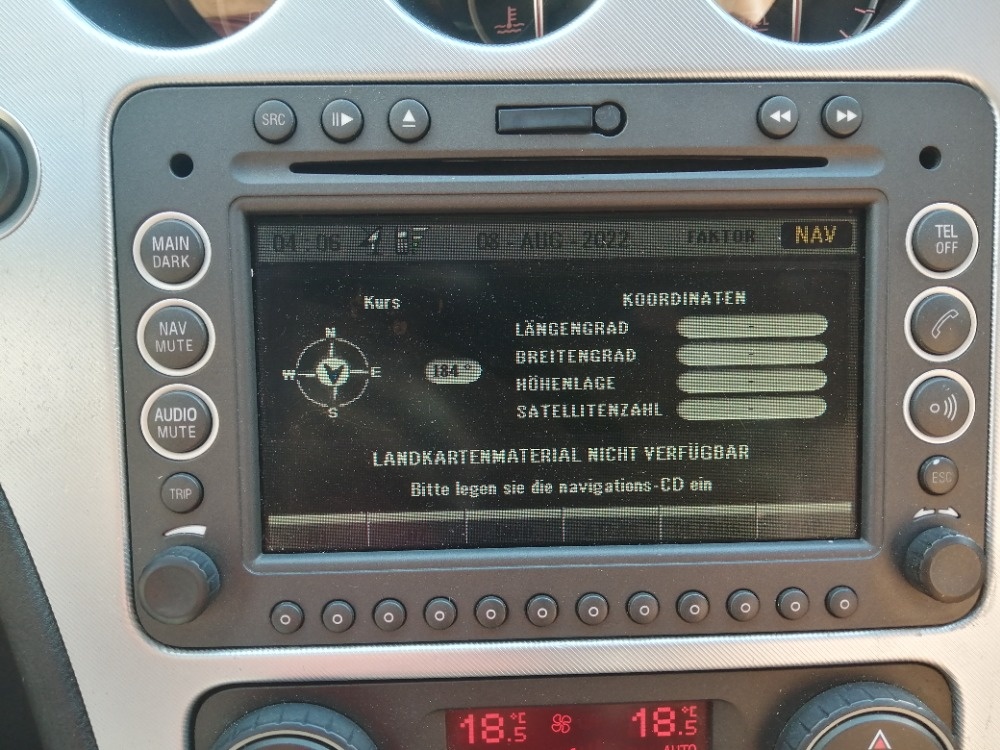 SRC
04:06 08 - AUG - 2022 FAKTOR NAV
MAIN
DARK
TEL
OFF
Kurs
KOORDINATEN
N
W E
S
184°
LÄNGENGRAD -
BREITENGRAD -
HÖHENLAGE -
SATELLITENZAHL -
NAV
MUTE
AUDIO
MUTE
LANDKARTENMATERIAL NICHT VERFÜGBAR
Bitte legen sie die navigations-CD ein
TRIP
ESC
18.5°C 18.5°C
AUTO